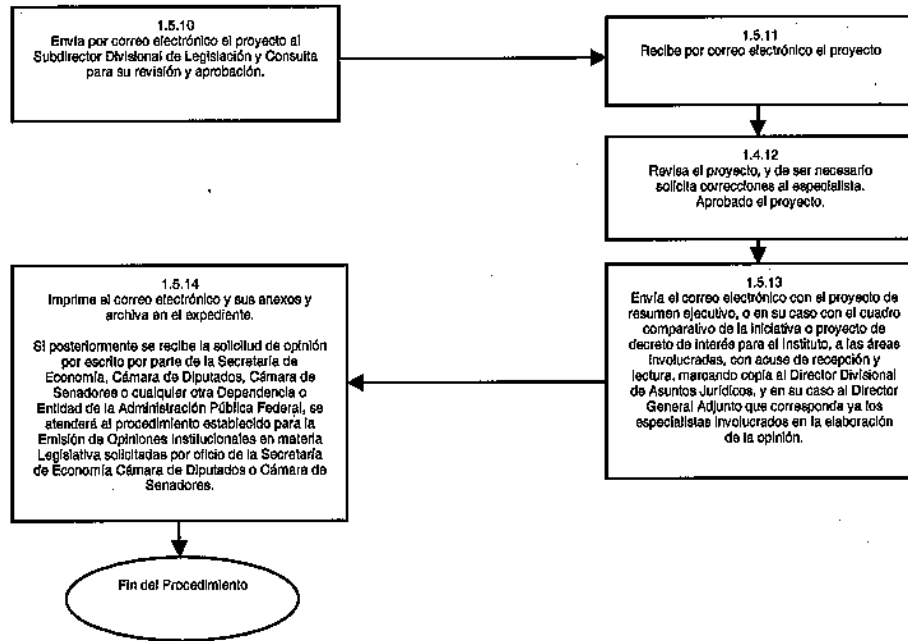 1.5.10
Envía por correo electrónico el proyecto al
Subdirector Divisional de Legislación y Consulta
para su revisión y aprobación.
1.5.11
Recibe por correo electrónico el proyecto
1.4.12
Revisa el proyecto, y de ser necesario
solicita correcciones al especialista.
Aprobado el proyecto.
1.5.13
Envía el correo electrónico con el proyecto de
resumen ejecutivo, o en su caso con el cuadro
comparativo de la iniciativa o proyecto de
decreto de interés para el Instituto, a las áreas
involucradas, con acuse de recepción y
lectura, marcando copia al Director Divisional
de Asuntos Jurídicos, y en su caso al Director
General Adjunto que corresponda ya los
especialistas involucrados en la elaboración
de la opinión.
1.5.14
Imprime el correo electrónico y sus anexos y
archiva en el expediente.
Si posteriormente se recibe la solicitud de opinión
por escrito por parte de la Secretaría de
Economía, Cámara de Diputados, Cámara de
Senadores o cualquier otra Dependencia o
Entidad de la Administración Pública Federal, se
atenderá al procedimiento establecido para la
Emisión de Opiniones Institucionales en materia
Legislativa solicitadas por oficio de la Secretaría
de Economía Cámara de Diputados o Cámara de
Senadores.
Fin del Procedimiento